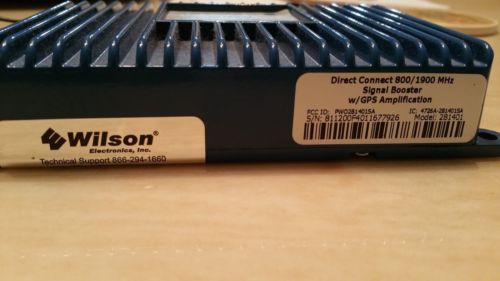 Wilson®
Electronics, Inc.
Technical Support 866-294-1660
Direct Connect 800/1900 MHz
Signal Booster
w/GPS Amplification
FCC ID: PWO281401SA IC: 4726A-281401SA
S/N: 811200F4011677926 Model: 281401